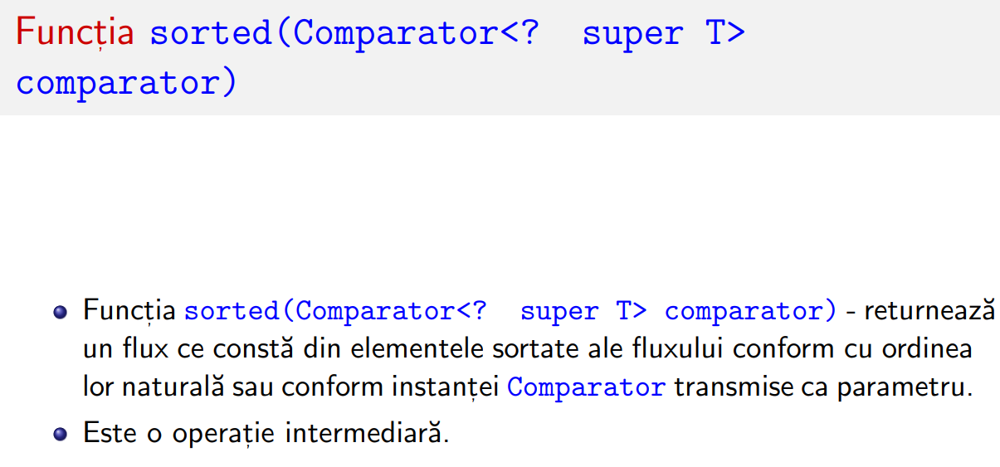 Funcția sorted(Comparator<? super T>
comparator)
Funcția sorted(Comparator<? super T> comparator) - returnează
un flux ce constă din elementele sortate ale fluxului conform cu ordinea
lor naturală sau conform instanței Comparator transmise ca parametru.
Este o operație intermediară.